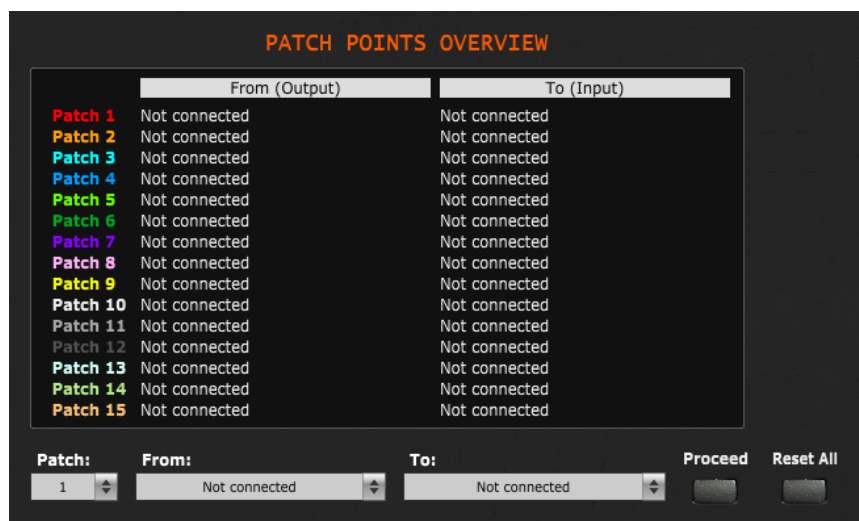 PATCH POINTS OVERVIEW
From (Output) To (Input)
Patch 1 Not connected Not connected
Patch 2 Not connected Not connected
Patch 3 Not connected Not connected
Patch 4 Not connected Not connected
Patch 5 Not connected Not connected
Patch 6 Not connected Not connected
Patch 7 Not connected Not connected
Patch 8 Not connected Not connected
Patch 9 Not connected Not connected
Patch 10 Not connected Not connected
Patch 11 Not connected Not connected
Patch 12 Not connected Not connected
Patch 13 Not connected Not connected
Patch 14 Not connected Not connected
Patch 15 Not connected Not connected
Patch: From: To: Proceed Reset All
1 Not connected Not connected